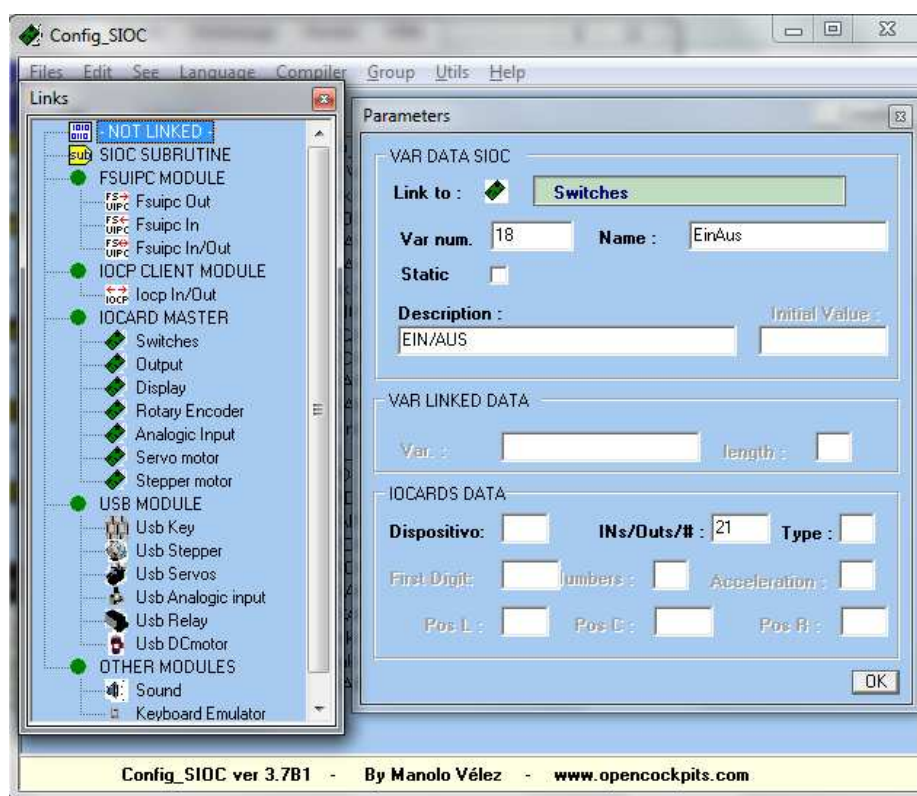 Config_SIOC
Files Edit See Language Compiler Group Utils Help
Links
- NOT LINKED -
SIOC SUBRUTINE
FSUIPC MODULE
Fsuipc Out
Fsuipc In
Fsuipc In/Out
IOCP CLIENT MODULE
Iocp In/Out
IOCARD MASTER
Switches
Output
Display
Rotary Encoder
Analogic Input
Servo motor
Stepper motor
USB MODULE
Usb Key
Usb Stepper
Usb Servos
Usb Analogic input
Usb Relay
Usb DCmotor
OTHER MODULES
Sound
Keyboard Emulator
Parameters
VAR DATA SIOC
Link to : Switches
Var num. 18 Name : EinAus
Static
Description : Initial Value :
EIN/AUS
VAR LINKED DATA
Var. : length :
IOCARDS DATA
Dispositivo: INs/Outs/# : 21 Type :
First Digit: umbers : Acceleration :
Pos L : Pos C : Pos R :
OK
Config_SIOC ver 3.7B1 - By Manolo Vélez - www.opencockpits.com